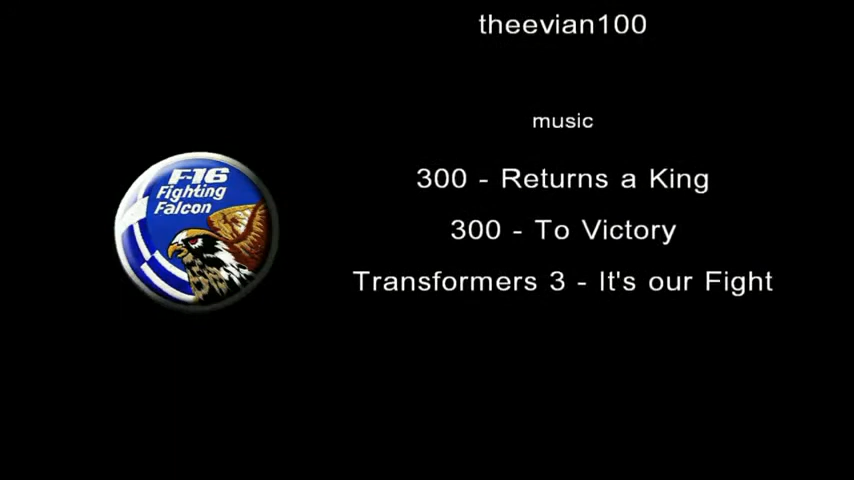 theevian100
music
F-16
Fighting
Falcon
300 - Returns a King
300 - To Victory
Transformers 3 - It's our Fight